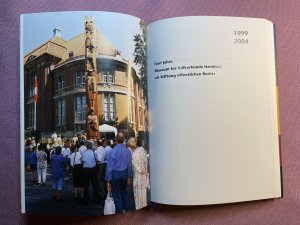 1999
2004
Fünf Jahre
Museum für Völkerkunde Hamburg
als Stiftung öffentlichen Rechts